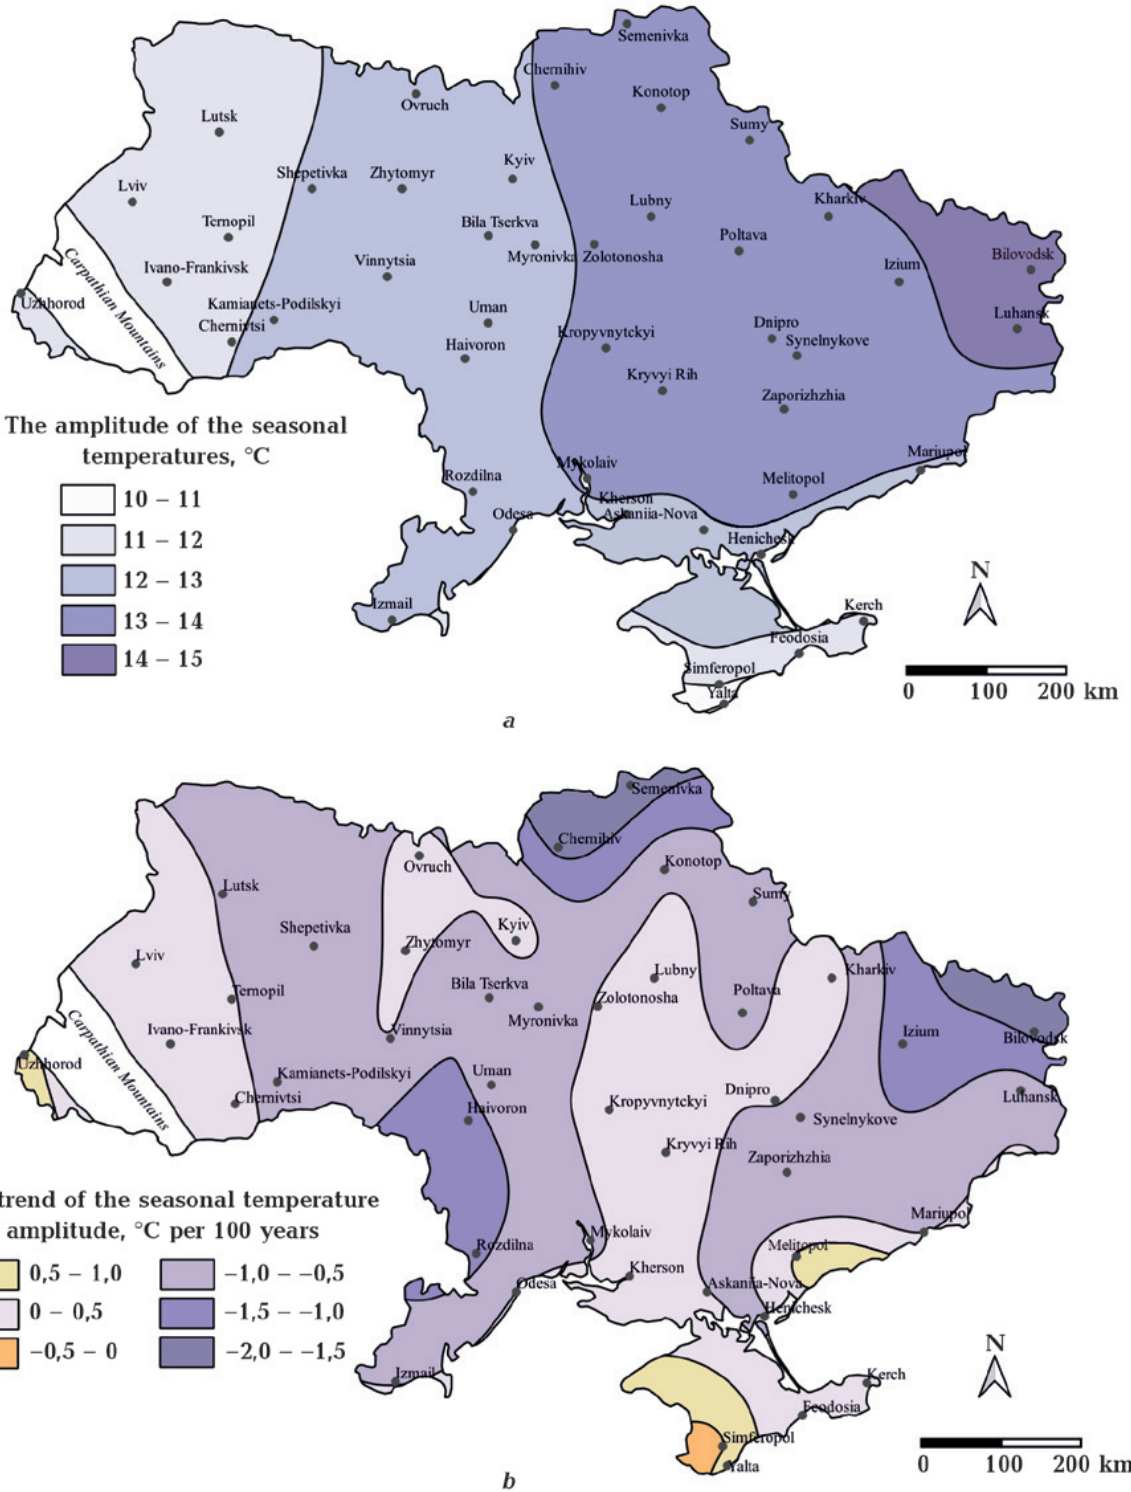 Semenivka
Chernihiv
Ovruch
Konotop
Lutsk
Sumy
Kyiv
Shepetivka
Zhytomyr
Lviv
Lubny
Kharkiv
Ternopil
Bila Tserkva
Poltava
Myronivka
Zolotonosha
Bilovodsk
Carpathian Mountains
Ivano-Frankivsk
Vinnytsia
Izium
Uzhhorod
Kamianets-Podilskyi
Uman
Luhansk
Chernivtsi
Dnipro
Kropyvnytckyi
Synelnykove
Haivoron
Kryvyi Rih
Zaporizhzhia
The amplitude of the seasonal
temperatures, °C
Mariupol
Mykolaiv
Rozdilna
Melitopol
10 – 11
Kherson
Odesa
Askaniia-Nova
11 – 12
Henichesk
12 – 13
N
Izmail
Kerch
13 – 14
Feodosia
14 – 15
Simferopol
Yalta
0 100 200 km
a
Semenivka
Chernihiv
Ovruch
Konotop
Lutsk
Sumy
Shepetivka
Kyiv
Zhytomyr
Lviv
Lubny
Kharkiv
Ternopil
Bila Tserkva
Zolotonosha
Poltava
Myronivka
Carpathian Mountains
Ivano-Frankivsk
Vinnytsia
Izium
Bilovodsk
Uzhhorod
Kamianets-Podilskyi
Uman
Chernivtsi
Dnipro
Luhansk
Haivoron
Kropyvnytckyi
Synelnykove
Kryvyi Rih
Zaporizhzhia
trend of the seasonal temperature
amplitude, °C per 100 years
Mariupol
Mykolaiv
Rozdilna
Melitopol
0,5 – 1,0
–1,0 – –0,5
Kherson
Odesa
Askaniia-Nova
0 – 0,5
–1,5 – –1,0
Henichesk
–0,5 – 0
–2,0 – –1,5
N
Izmail
Kerch
Feodosia
Simferopol
Yalta
0 100 200 km
b